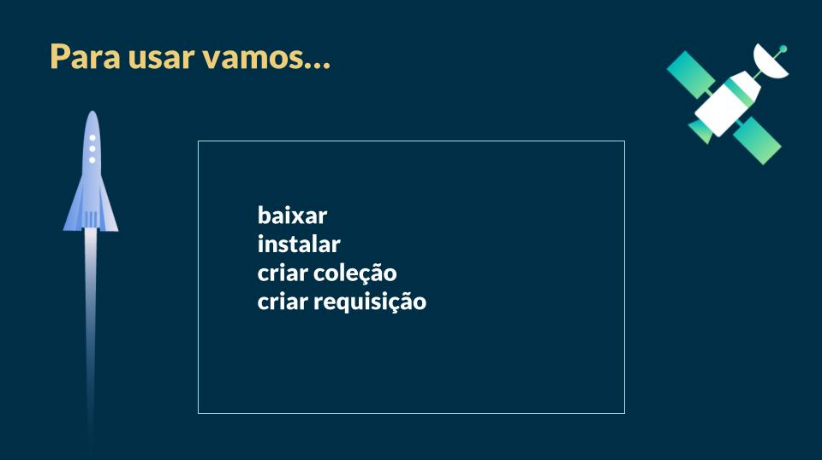 Para usar vamos...
baixar
instalar
criar coleção
criar requisição